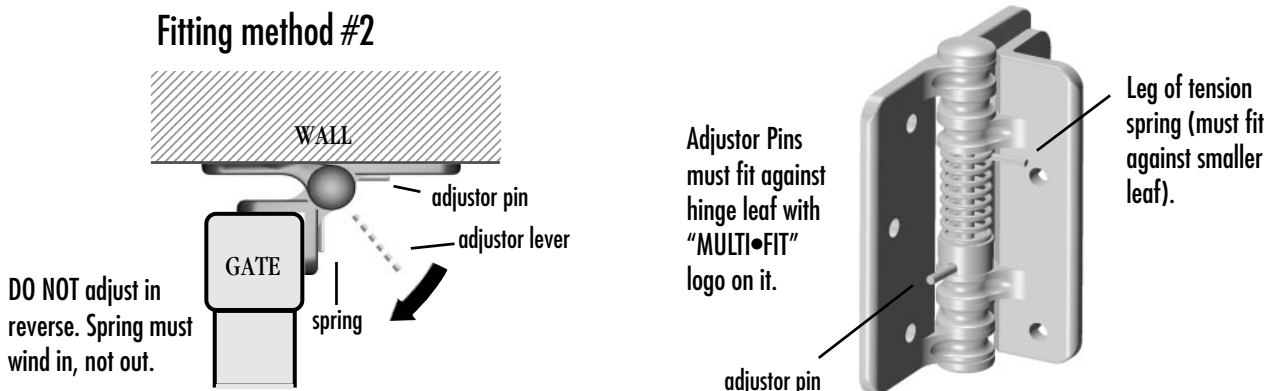 Fitting method #2
WALL
adjustor pin
adjustor lever
GATE
spring
DO NOT adjust in
reverse. Spring must
wind in, not out.
Adjustor Pins
must fit against
hinge leaf with
“MULTI•FIT”
logo on it.
Leg of tension
spring (must fit
against smaller
leaf).
adjustor pin